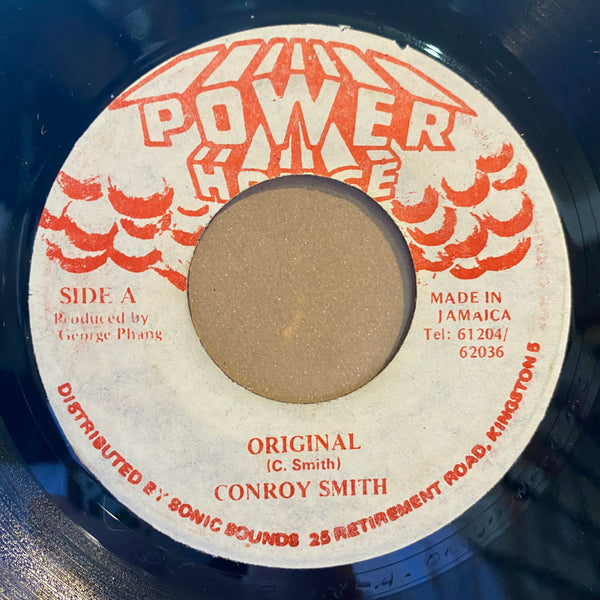 POWER
HOUSE
SIDE A
Produced by
George Phang
MADE IN
JAMAICA
Tel: 61204/
62036
ORIGINAL
(C. Smith)
CONROY SMITH
DISTRIBUTED BY SONIC SOUNDS 25 RETIREMENT ROAD, KINGSTON 5